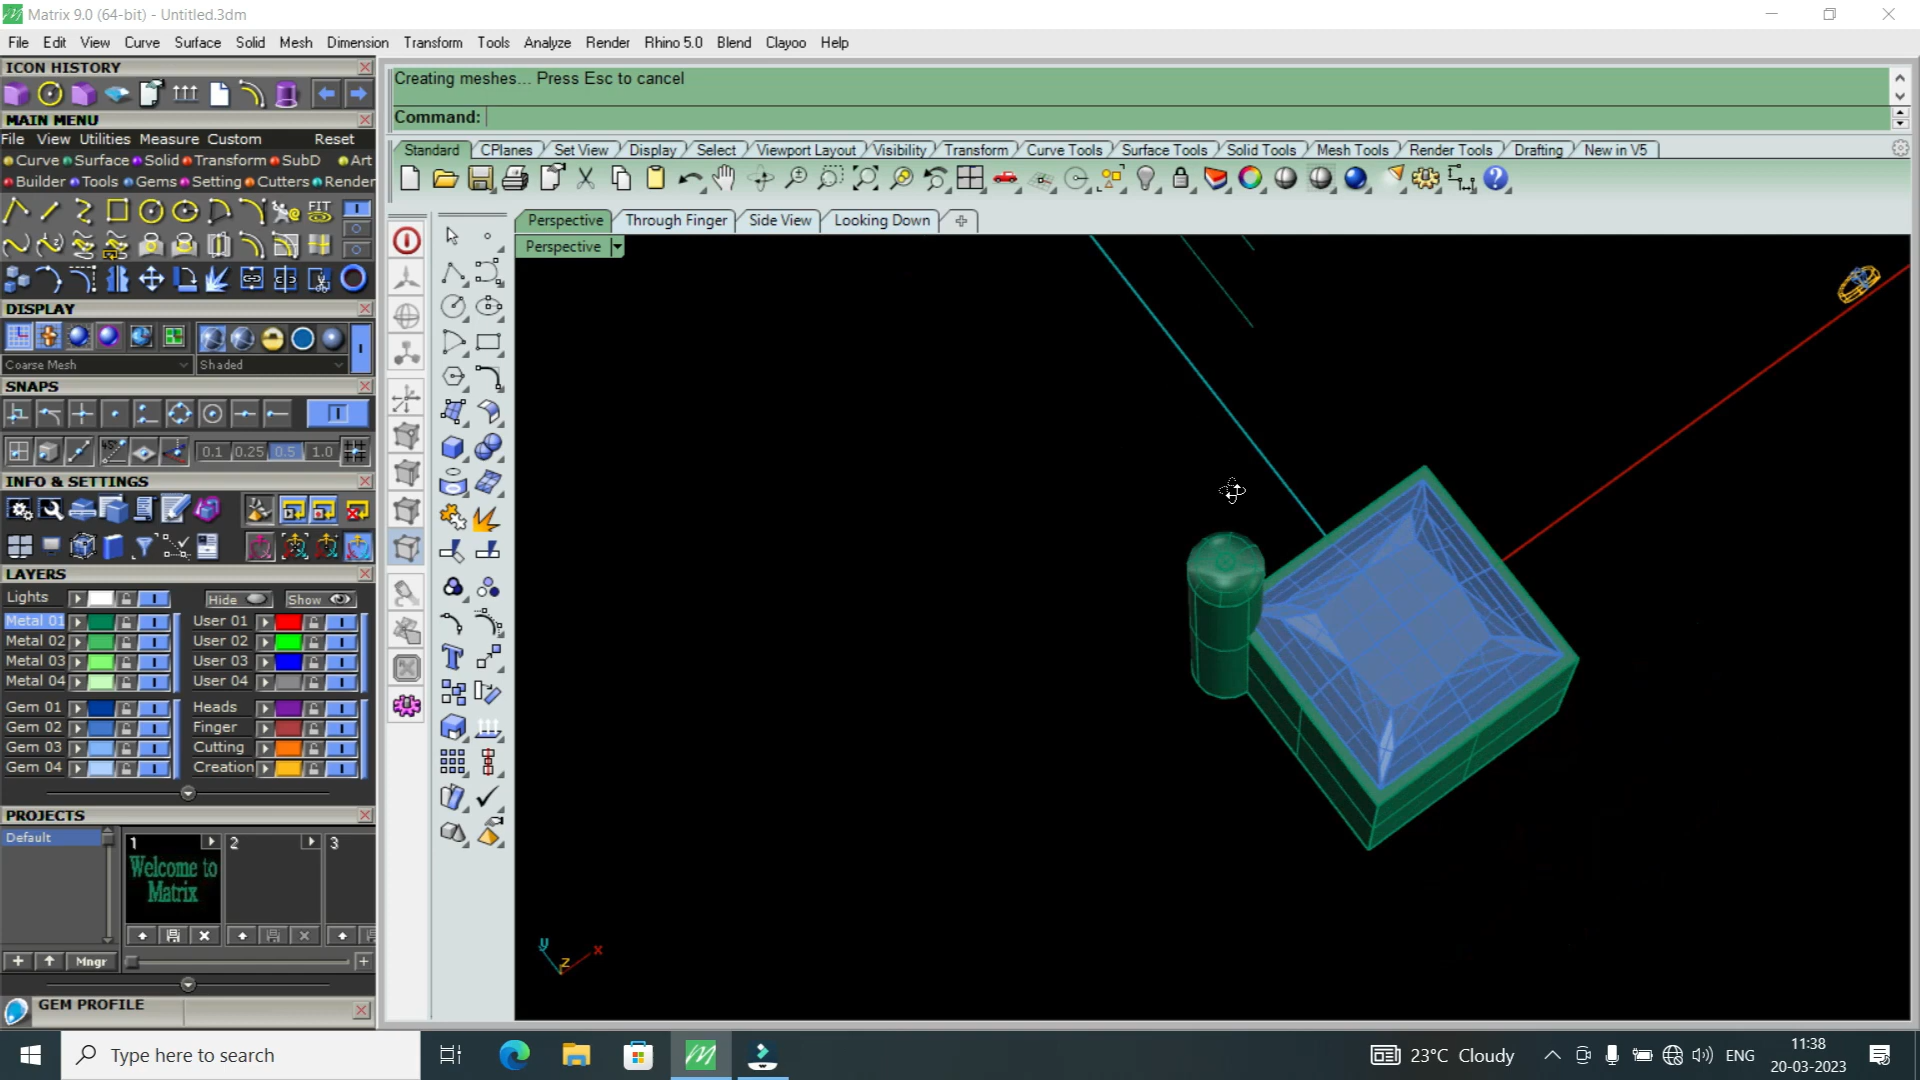 Matrix 9.0 (64-bit) - Untitled.3dm
File Edit View Curve Surface Solid Mesh Dimension Transform Tools Analyze Render Rhino 5.0 Blend Clayoo Help
ICON HISTORY
MAIN MENU
File View Utilities Measure Custom Reset
Curve Surface Solid Transform SubD Art
Builder Tools Gems Setting Cutters Render
FIT
DISPLAY
Coarse Mesh Shaded
SNAPS
0.1 0.25 0.5 1.0
INFO & SETTINGS
LAYERS
Lights Hide Show
Metal 01 User 01
Metal 02 User 02
Metal 03 User 03
Metal 04 User 04
Gem 01 Heads
Gem 02 Finger
Gem 03 Cutting
Gem 04 Creation
PROJECTS
Default
1 2 3
Welcome to
Matrix
Mngr
GEM PROFILE
Creating meshes... Press Esc to cancel
Command:
Standard CPlanes Set View Display Select Viewport Layout Visibility Transform Curve Tools Surface Tools Solid Tools Mesh Tools Render Tools Drafting New in V5
Perspective Through Finger Side View Looking Down
Perspective
y
x
z
Type here to search
23°C Cloudy
ENG
11:38
20-03-2023